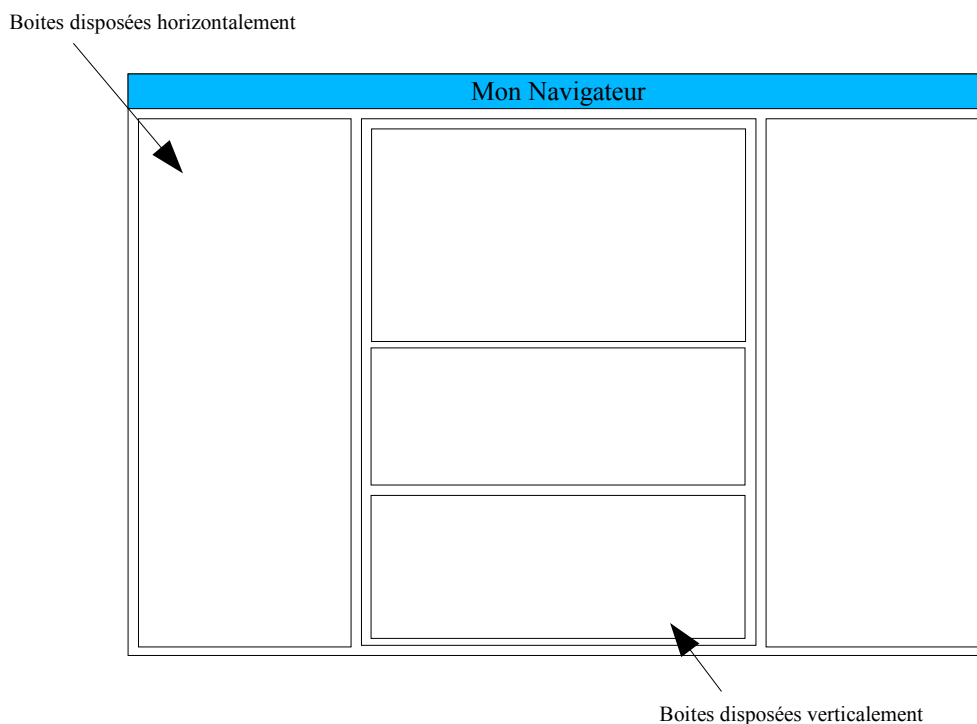 Boites disposées horizontalement
Mon Navigateur
Boites disposées verticalement